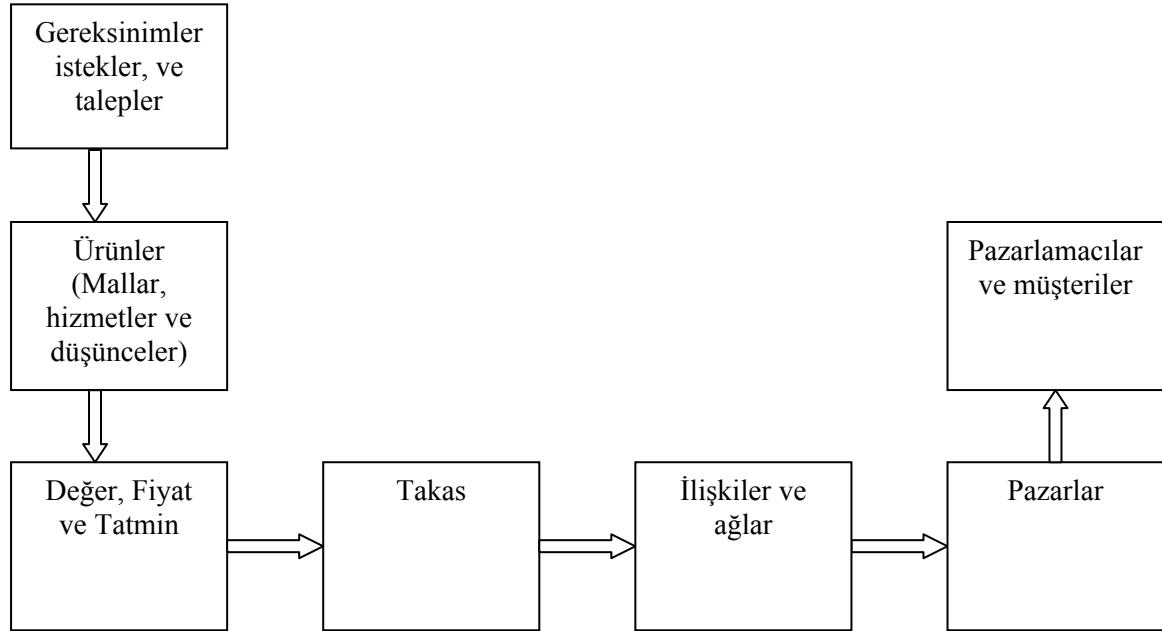 Gereksinimler
istekler, ve
talepler
Ürünler
(Mallar,
hizmetler ve
düşünceler)
Pazarlamacılar
ve müşteriler
Değer, Fiyat
ve Tatmin
Takas
İlişkiler ve
ağlar
Pazarlar